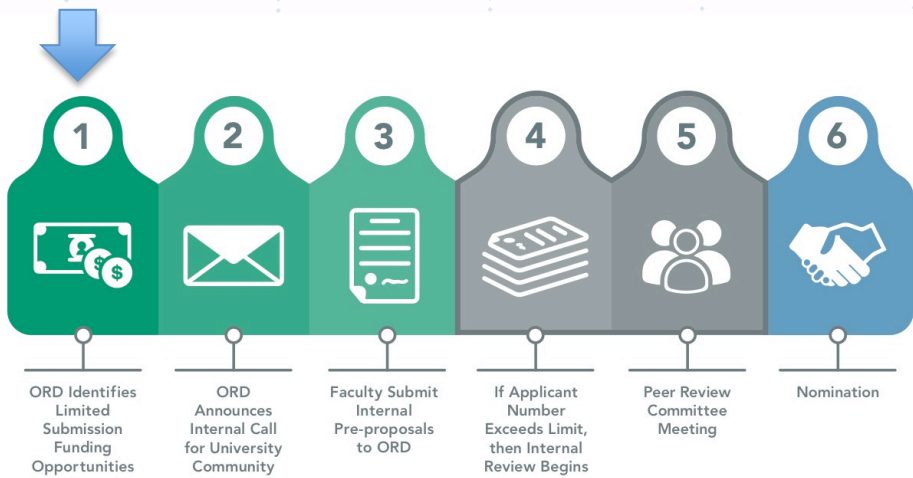 1
2
3
4
5
6
$
$
ORD Identifies
Limited
Submission
Funding
Opportunities
ORD
Announces
Internal Call
for University
Community
Faculty Submit
Internal
Pre-proposals
to ORD
If Applicant
Number
Exceeds Limit,
then Internal
Review Begins
Peer Review
Committee
Meeting
Nomination